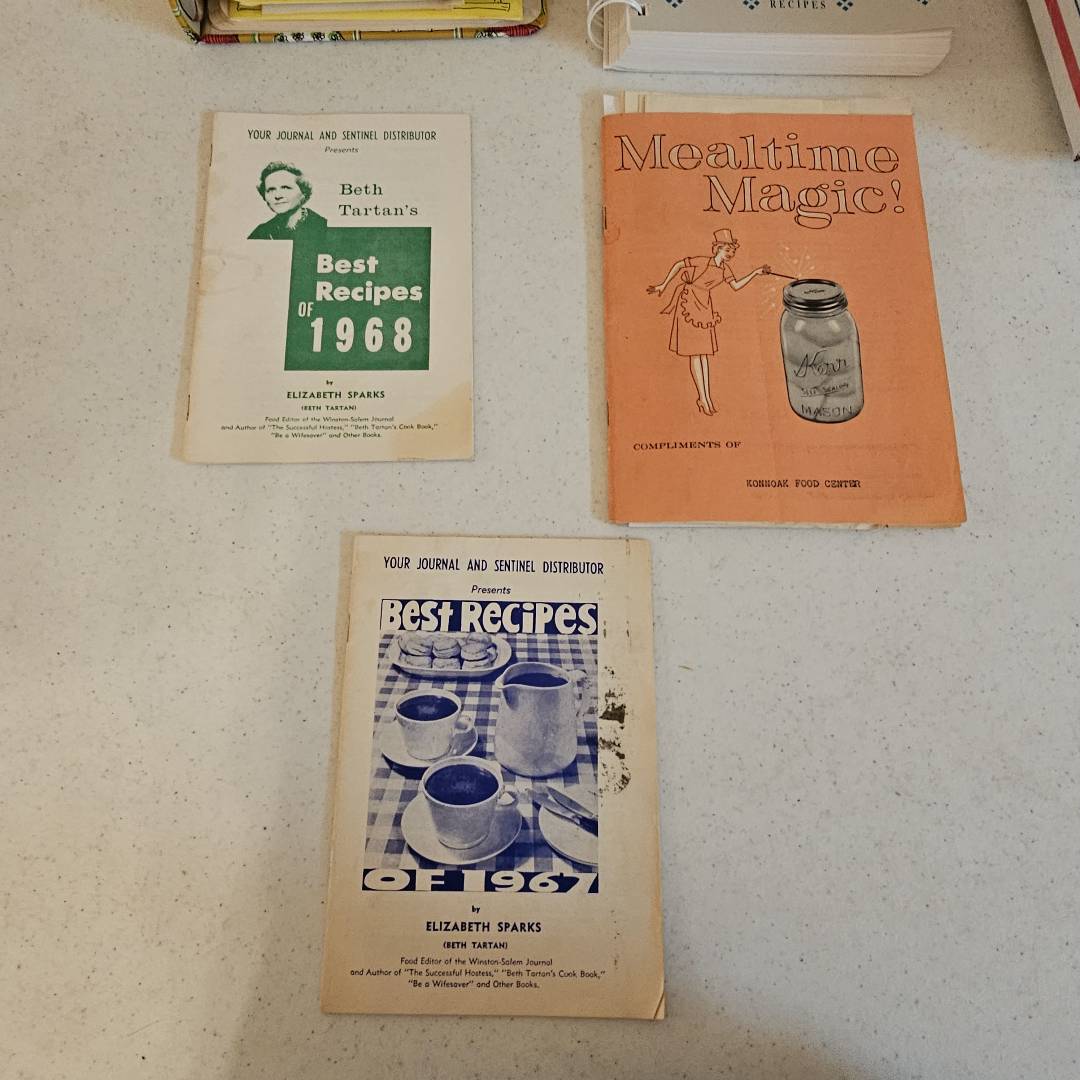 RECIPES
YOUR JOURNAL AND SENTINEL DISTRIBUTOR
Presents
Beth
Tartan's
Best
Recipes
OF
1968
by
ELIZABETH SPARKS
(BETH TARTAN)
Food Editor of the Winston-Salem Journal
and Author of "The Successful Hostess," "Beth Tartan's Cook Book,"
"Be a Wifesaver" and Other Books.
Mealtime
Magic!
Kerr
SELF SEALING
MASON
COMPLIMENTS OF
KONNOAK FOOD CENTER
YOUR JOURNAL AND SENTINEL DISTRIBUTOR
Presents
BEST RECIPES
OF 1967
by
ELIZABETH SPARKS
(BETH TARTAN)
Food Editor of the Winston-Salem Journal
and Author of "The Successful Hostess," "Beth Tartan's Cook Book,"
"Be a Wifesaver" and Other Books.